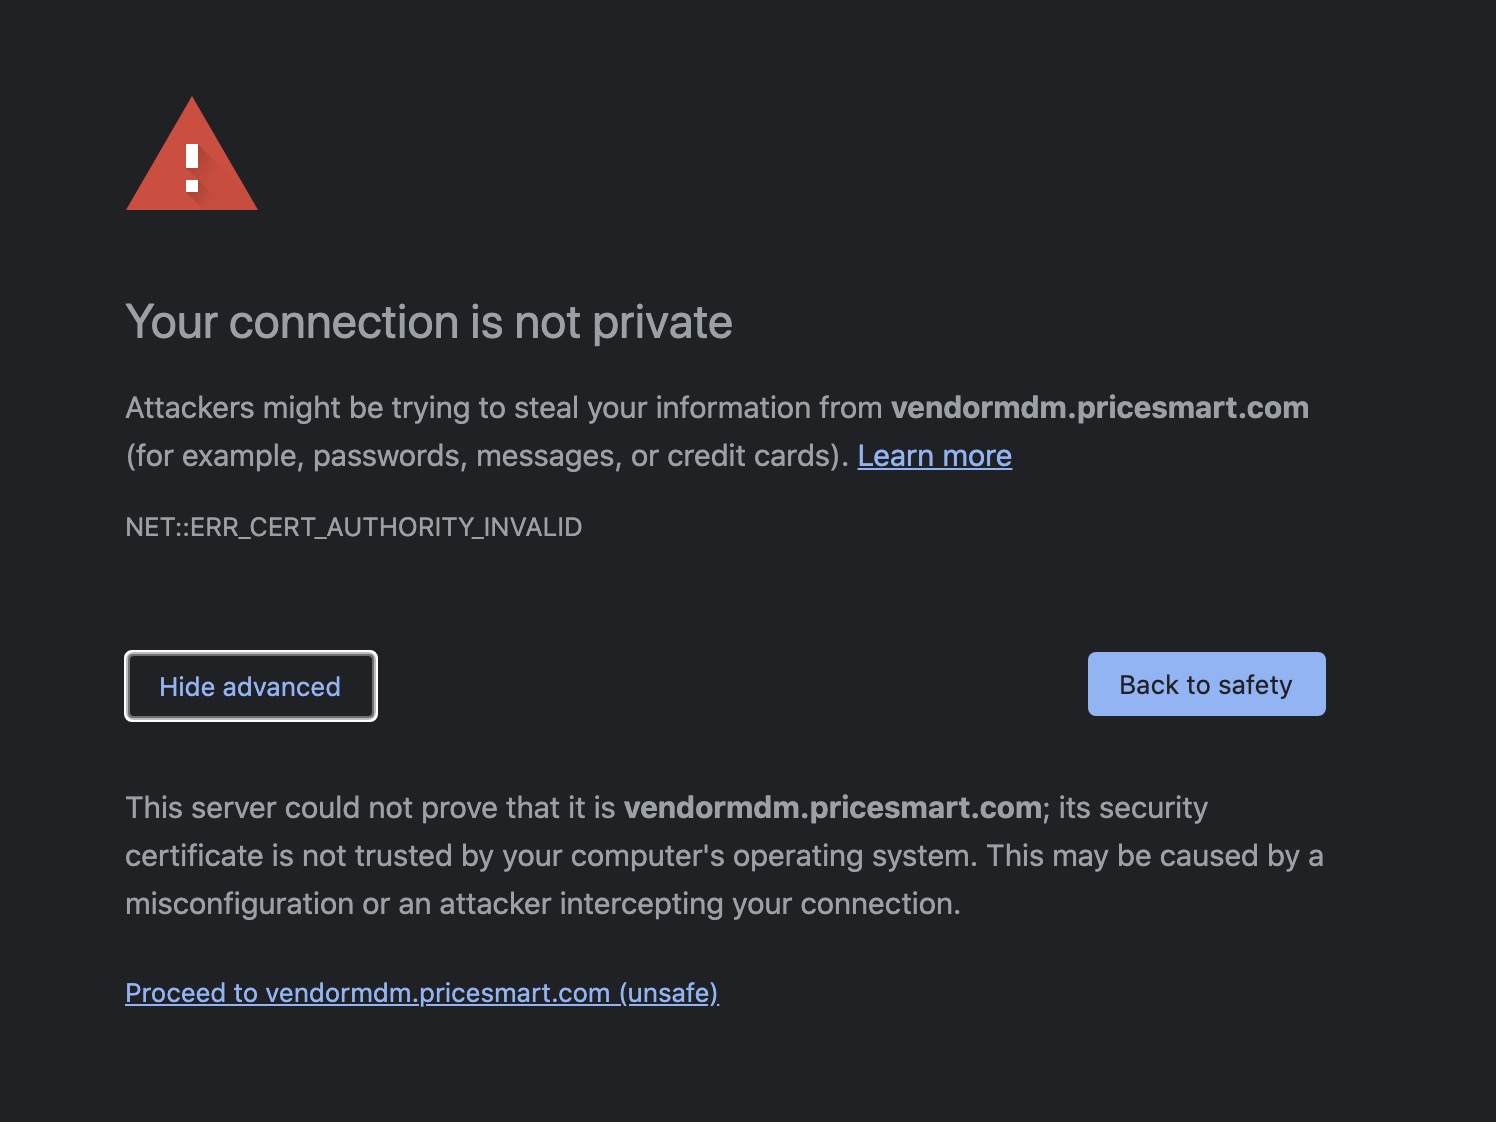 Your connection is not private
Attackers might be trying to steal your information from vendormdm.pricesmart.com
(for example, passwords, messages, or credit cards). Learn more
NET::ERR_CERT_AUTHORITY_INVALID
Hide advanced
Back to safety
This server could not prove that it is vendormdm.pricesmart.com; its security
certificate is not trusted by your computer's operating system. This may be caused by a
misconfiguration or an attacker intercepting your connection.
Proceed to vendormdm.pricesmart.com (unsafe)